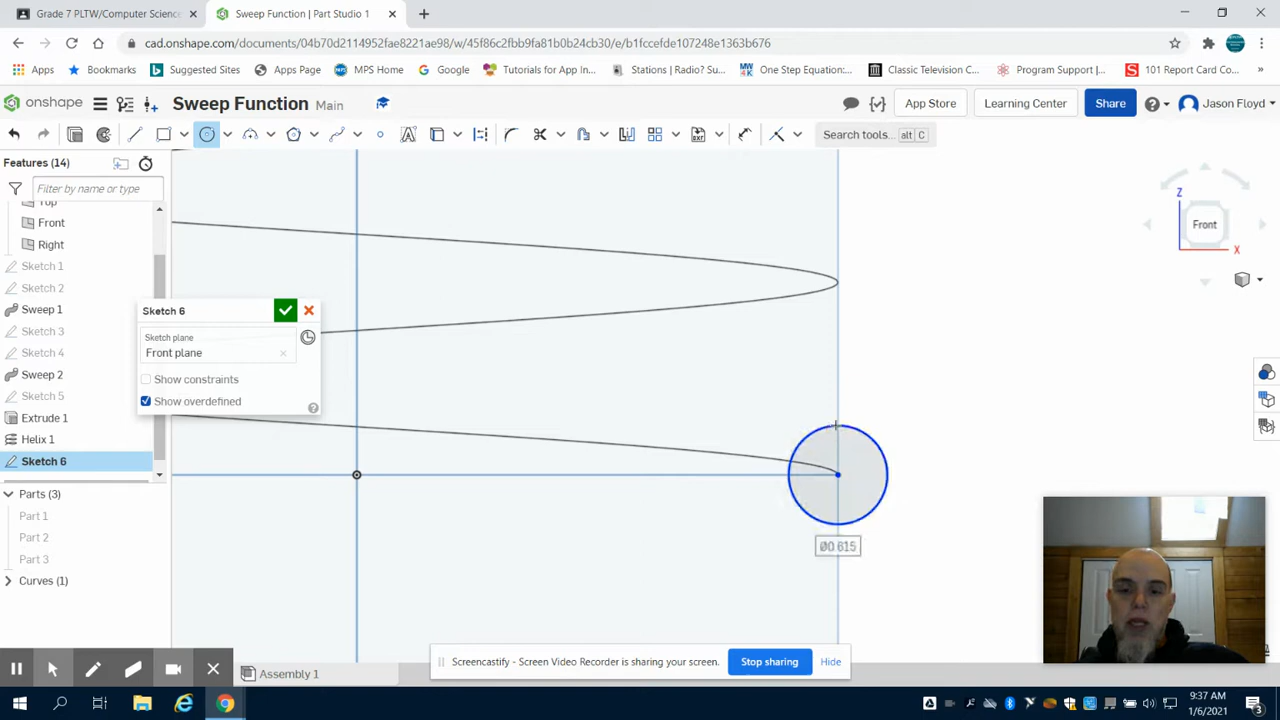 Grade 7 PLTW/Computer Science
Sweep Function | Part Studio 1
cad.onshape.com/documents/04b70d2114952fae8221ae98/w/45f86c2fbb9fa81b0b24cb30/e/b1fccefde107248e1363b676
Apps
Bookmarks
Suggested Sites
Apps Page
MPS Home
Google
Tutorials for App In...
Stations | Radio? Su...
One Step Equation:...
Classic Television C...
Program Support |...
101 Report Card Co...
»
onshape
Sweep Function Main
App Store
Learning Center
Share
Jason Floyd
Search tools... alt C
Features (14)
Filter by name or type
Top
Front
Right
Sketch 1
Sketch 2
Sweep 1
Sketch 3
Sketch 4
Sweep 2
Sketch 5
Extrude 1
Helix 1
Sketch 6
Parts (3)
Part 1
Part 2
Part 3
Curves (1)
Sketch 6
Sketch plane
Front plane
Show constraints
Show overdefined
Z
Front
X
Ø0.615
Assembly 1
Screencastify - Screen Video Recorder is sharing your screen.
Stop sharing
Hide
9:37 AM
1/6/2021
3